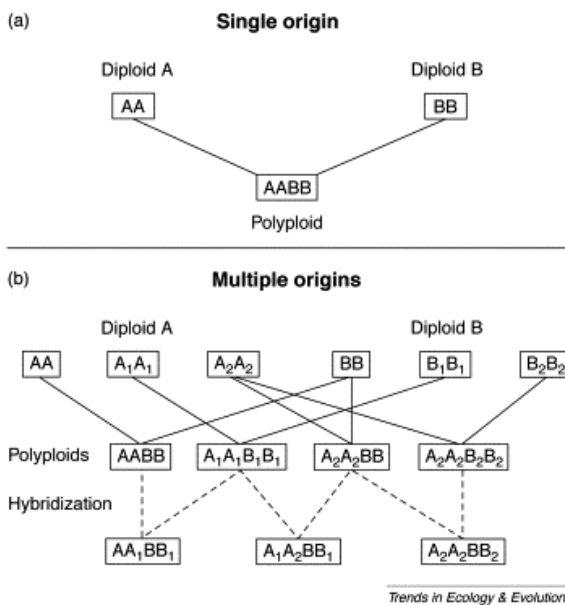 (a) Single origin
Diploid A Diploid B
AA BB
AABB
Polyploid
(b) Multiple origins
Diploid A Diploid B
AA A₁A₁ A₂A₂ BB B₁B₁ B₂B₂
Polyploids AABB A₁A₁B₁B₁ A₂A₂BB A₂A₂B₂B₂
Hybridization
AA₁BB₁ A₁A₂BB₁ A₂A₂BB₂
Trends in Ecology & Evolution